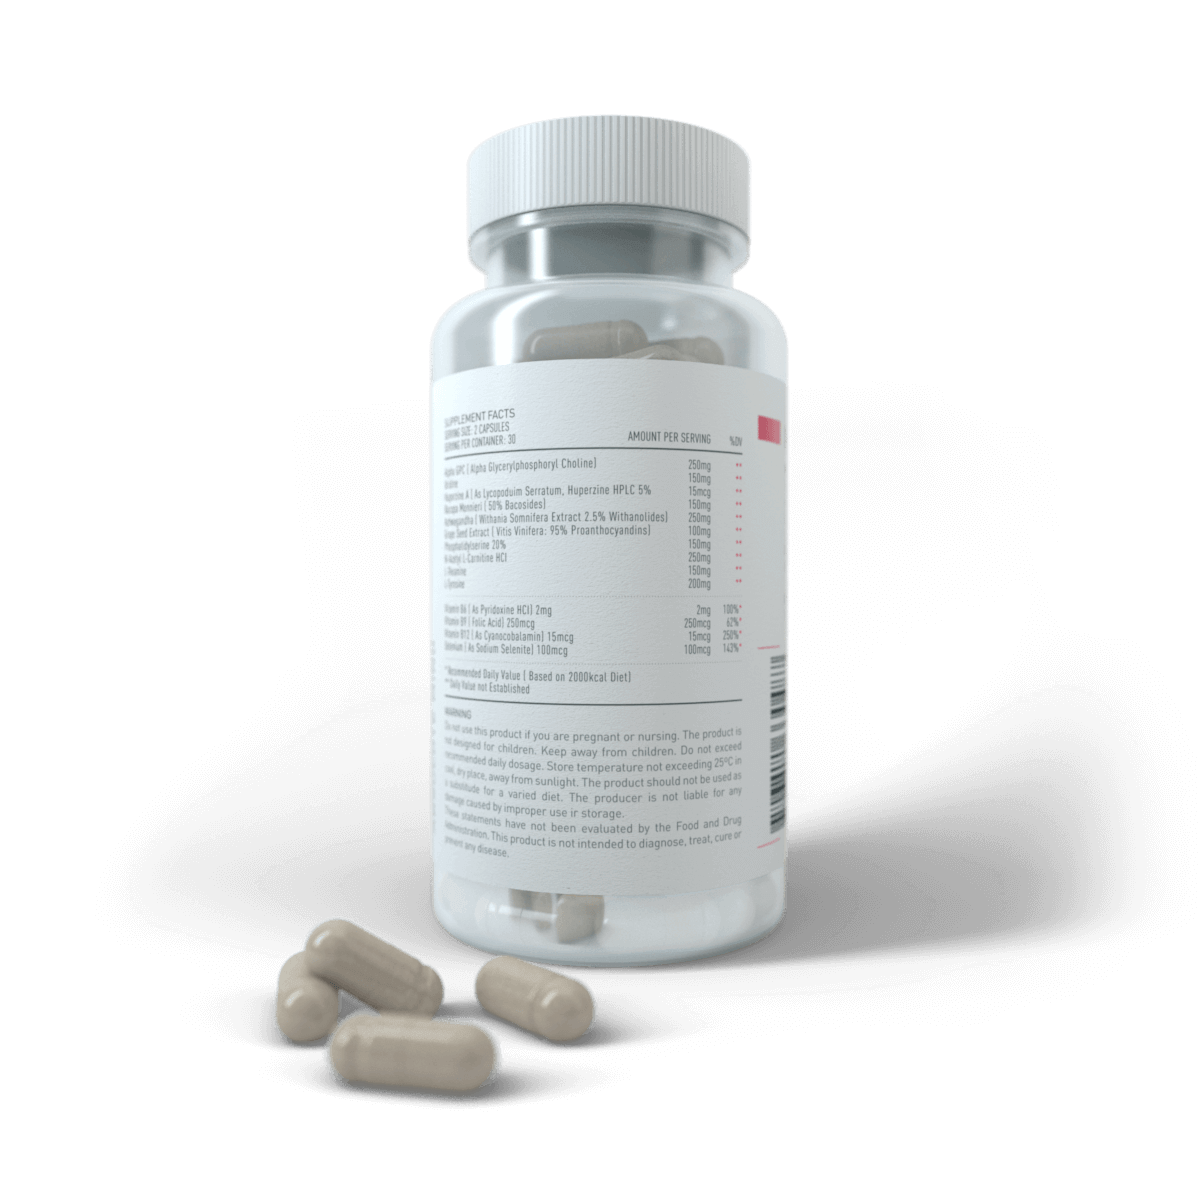 SUPPLEMENT FACTS
SERVING SIZE: 2 CAPSULES
SERVING PER CONTAINER: 30
AMOUNT PER SERVING %DV
Alpha GPC ( Alpha Glycerylphosphoryl Choline) 250mg **
150mg **
Huperzine A ( As Lycopoduim Serratum, Huperzine HPLC 5% 15mcg **
Bacopa Monnieri ( 50% Bacosides) 150mg **
Ashwagandha ( Withania Somnifera Extract 2.5% Withanolides) 250mg **
Grape Seed Extract ( Vitis Vinifera: 95% Proanthocyandins) 100mg **
Phosphatidylserine 20% 150mg **
N-Acetyl L-Carnitine HCl 250mg **
L-Theanine 150mg **
L-Tyrosine 200mg **
Vitamin B6 ( As Pyridoxine HCl) 2mg 2mg 100%*
Vitamin B9 ( Folic Acid) 250mcg 250mcg 62%*
Vitamin B12 ( As Cyanocobalamin) 15mcg 15mcg 250%*
Selenium ( As Sodium Selenite) 100mcg 100mcg 143%*
* Recommended Daily Value ( Based on 2000kcal Diet)
** Daily Value not Established
WARNING
Do not use this product if you are pregnant or nursing. The product is
not designed for children. Keep away from children. Do not exceed
recommended daily dosage. Store temperature not exceeding 25ºC in
cool, dry place, away from sunlight. The product should not be used as
a substitude for a varied diet. The producer is not liable for any
damage caused by improper use ir storage.
These statements have not been evaluated by the Food and Drug
Administration. This product is not intended to diagnose, treat, cure or
prevent any disease.